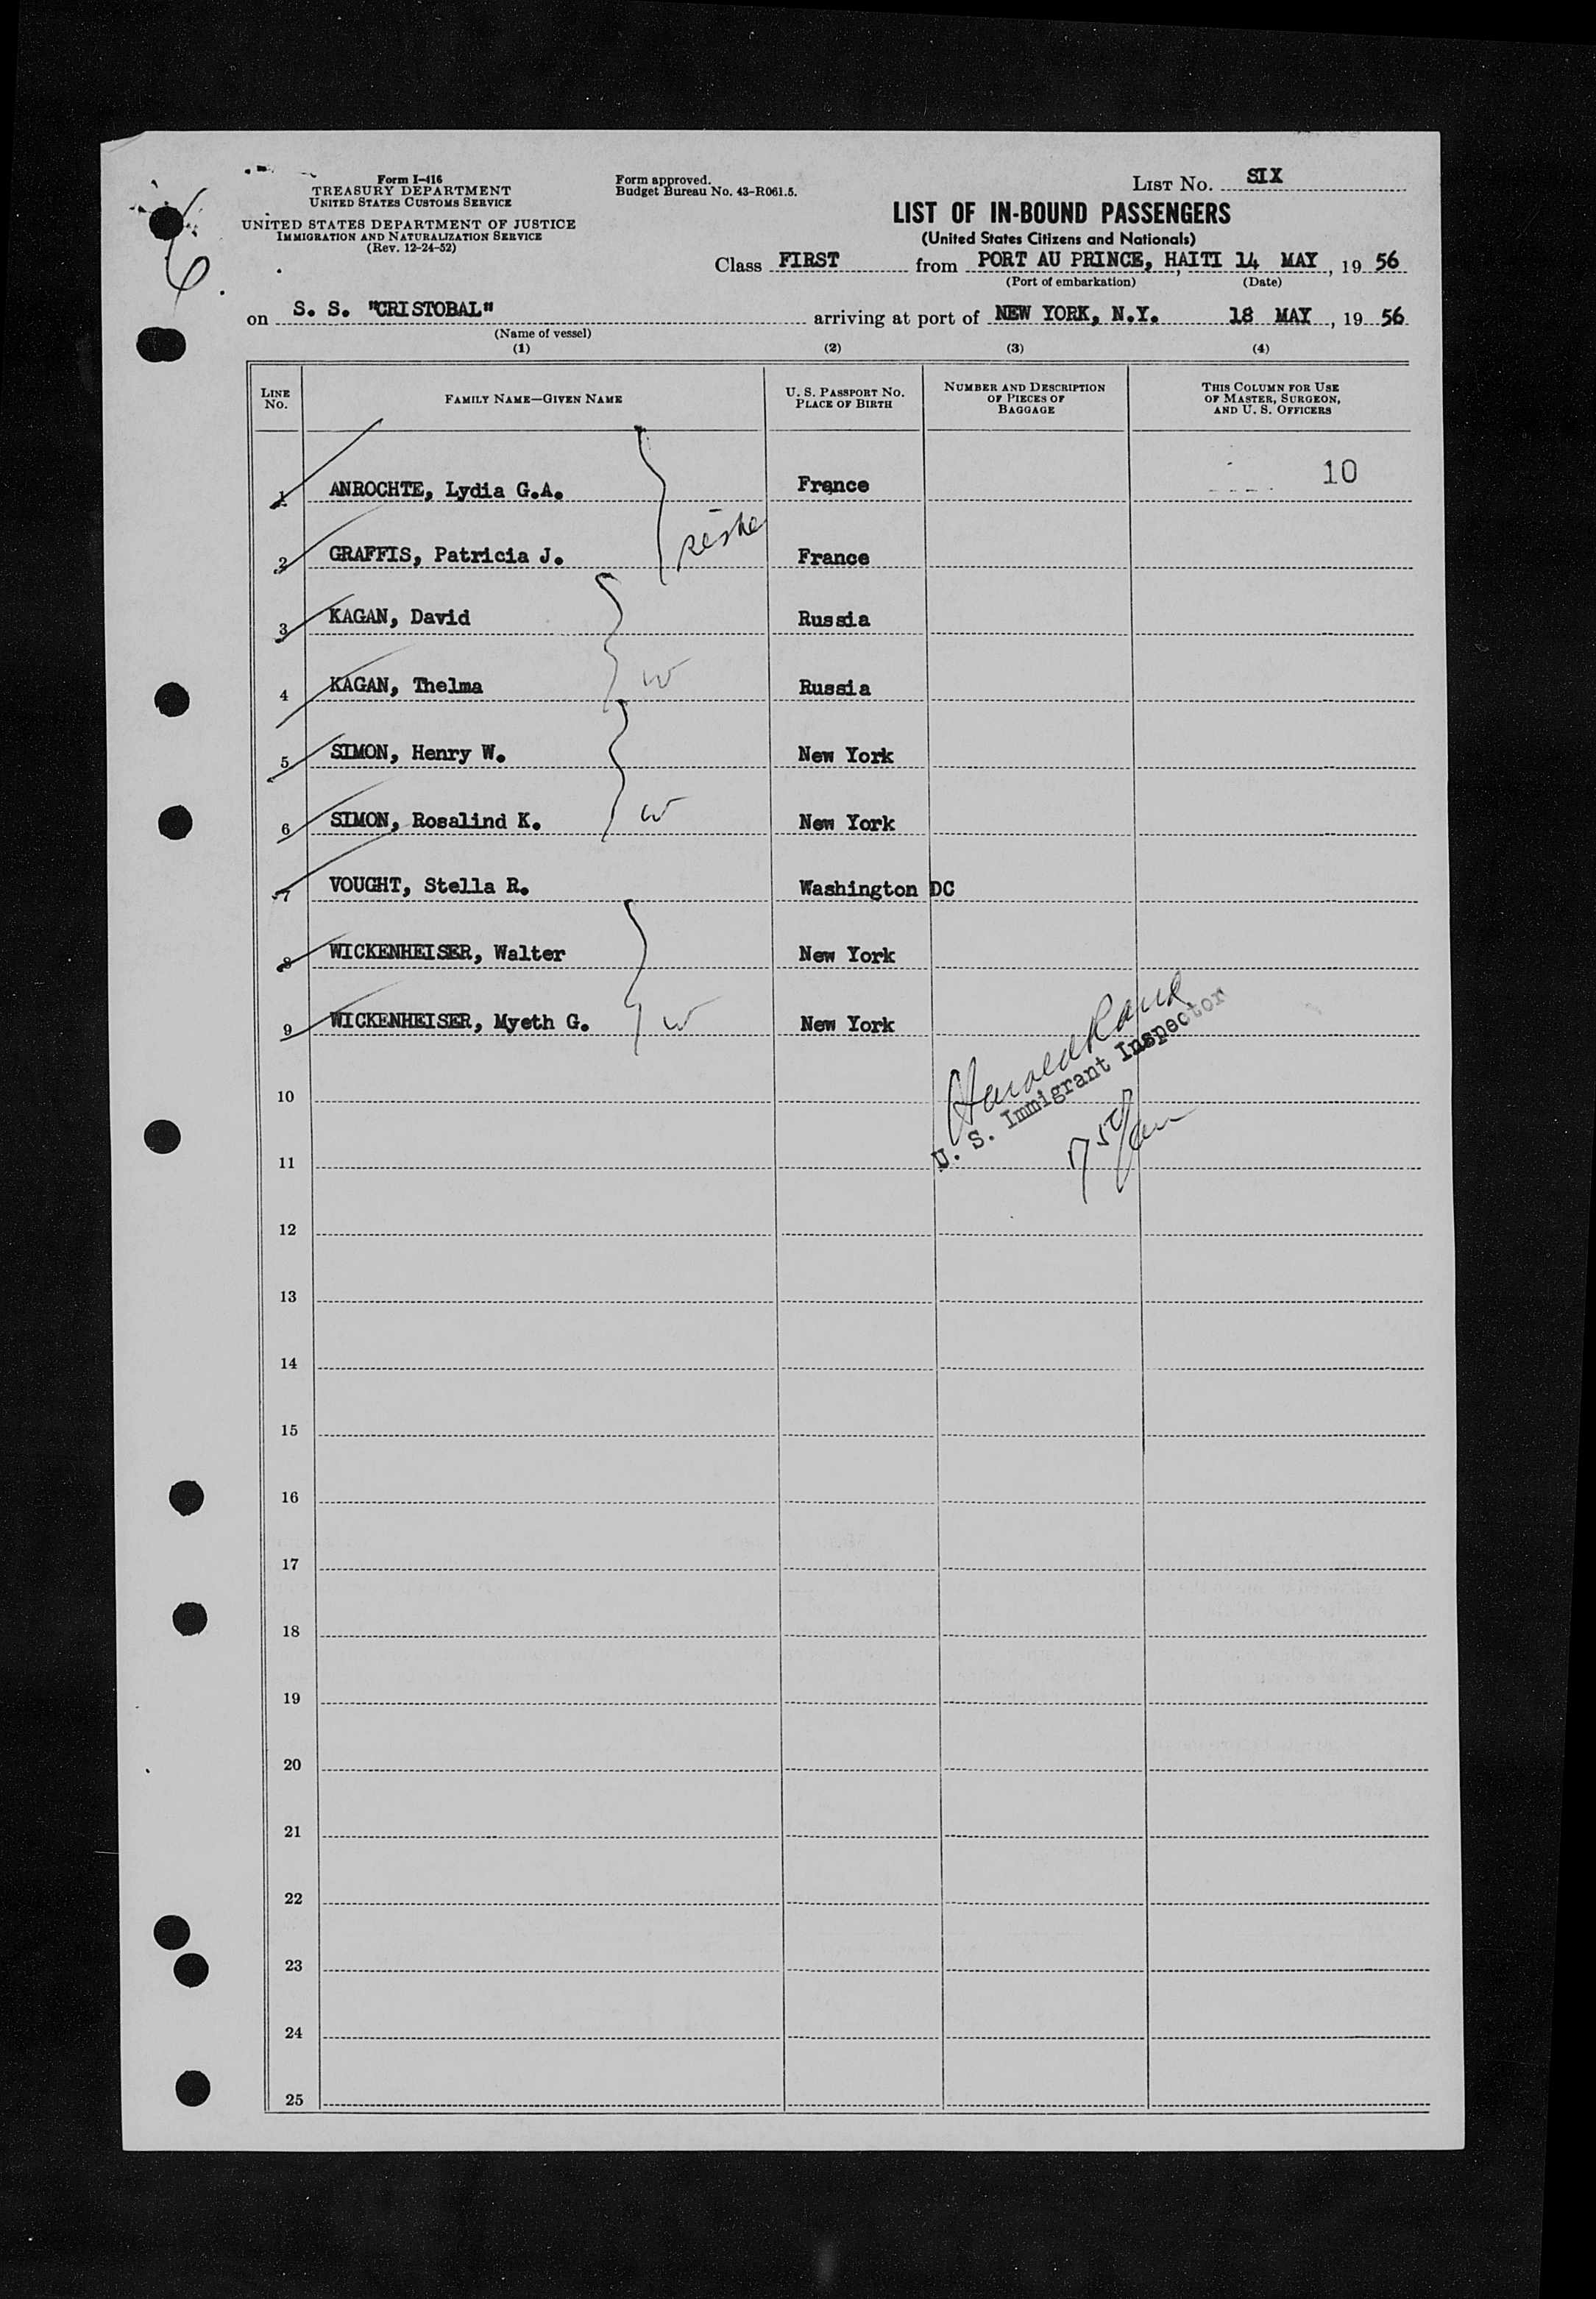 Form I-416
TREASURY DEPARTMENT
UNITED STATES CUSTOMS SERVICE
UNITED STATES DEPARTMENT OF JUSTICE
IMMIGRATION AND NATURALIZATION SERVICE
(Rev. 12-24-52)
Form approved.
Budget Bureau No. 43-R061.5.
LIST NO. SIX
LIST OF IN-BOUND PASSENGERS
(United States Citizens and Nationals)
Class FIRST from PORT AU PRINCE, HAITI 14 MAY, 19 56
(Port of embarkation) (Date)
6
on S. S. "CRISTOBAL" arriving at port of NEW YORK, N.Y. 18 MAY, 19 56
(Name of vessel)
(1) (2) (3) (4)
LINE NO. FAMILY NAME—GIVEN NAME U. S. PASSPORT NO. PLACE OF BIRTH NUMBER AND DESCRIPTION OF PIECES OF BAGGAGE THIS COLUMN FOR USE OF MASTER, SURGEON, AND U. S. OFFICERS
1 ANROCHTE, Lydia G.A. France 10
2 GRAFFIS, Patricia J. France
3 KAGAN, David Russia
4 KAGAN, Thelma w Russia
5 SIMON, Henry W. New York
6 SIMON, Rosalind K. w New York
7 VOUGHT, Stella R. Washington DC
8 WICKENHEISER, Walter New York
9 WICKENHEISER, Myeth G. w New York
Harold
U. S. Immigrant Inspector
10
11
12
13
14
15
16
17
18
19
20
21
22
23
24
25